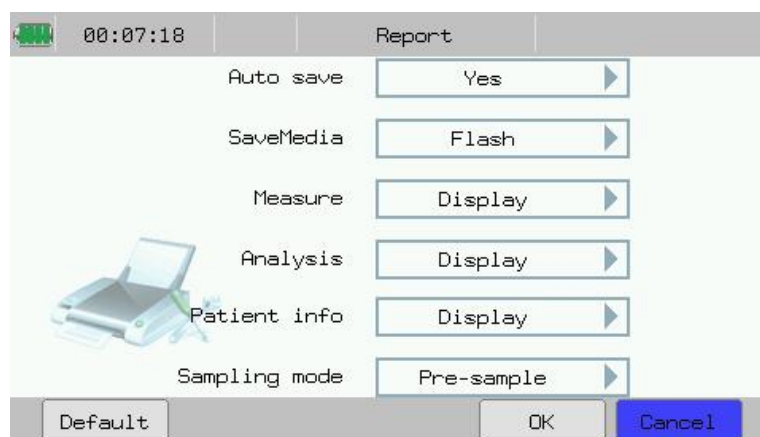 00:07:18 Report
Auto save Yes
SaveMedia Flash
Measure Display
Analysis Display
Patient info Display
Sampling mode Pre-sample
Default OK Cancel